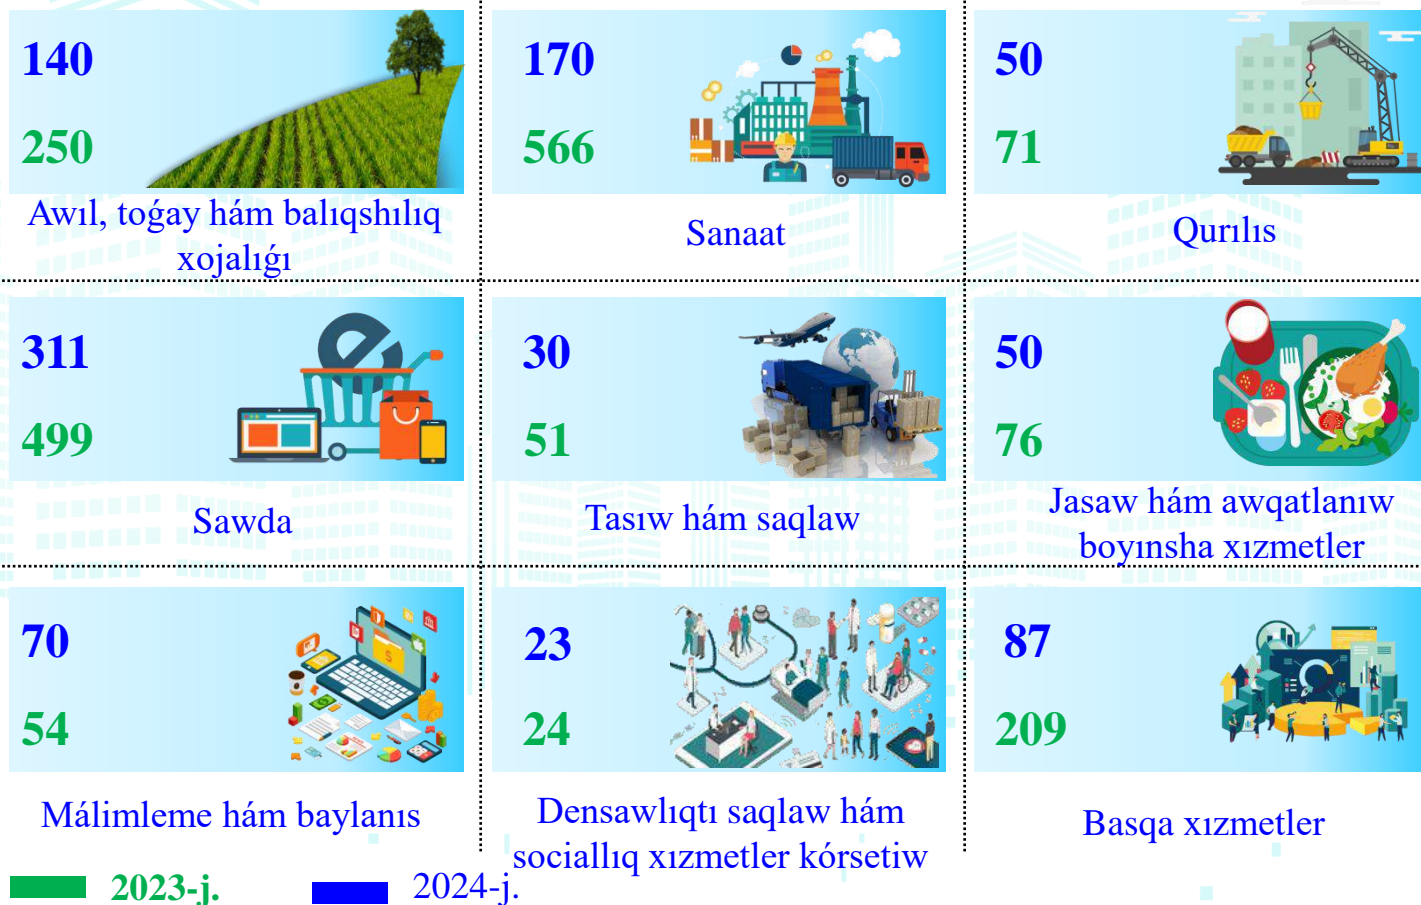 140
250
Awıl, toǵay hám balıqshılıq
xojalıǵı
170
566
Sanaat
50
71
Qurılıs
311
499
Sawda
30
51
Tasıw hám saqlaw
50
76
Jasaw hám awqatlanıw
boyınsha xızmetler
70
54
Málimleme hám baylanıs
23
24
Densawlıqtı saqlaw hám
sociallıq xızmetler kórsetiw
87
209
Basqa xızmetler
2023-j.
2024-j.